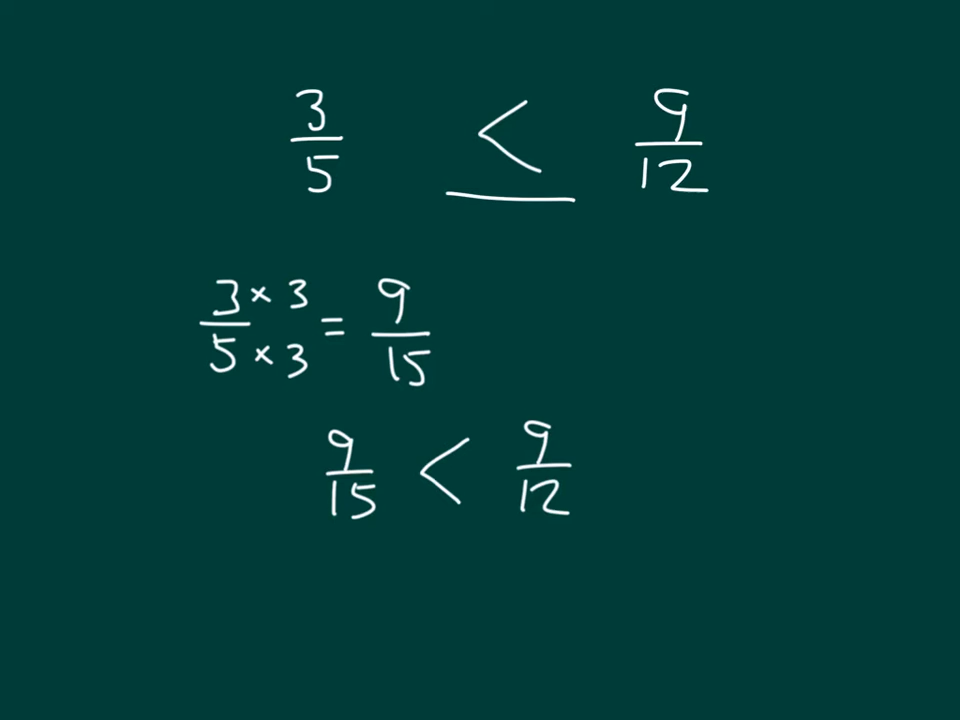 3/5 < 9/12
3 × 3 / 5 × 3 = 9/15
9/15 < 9/12